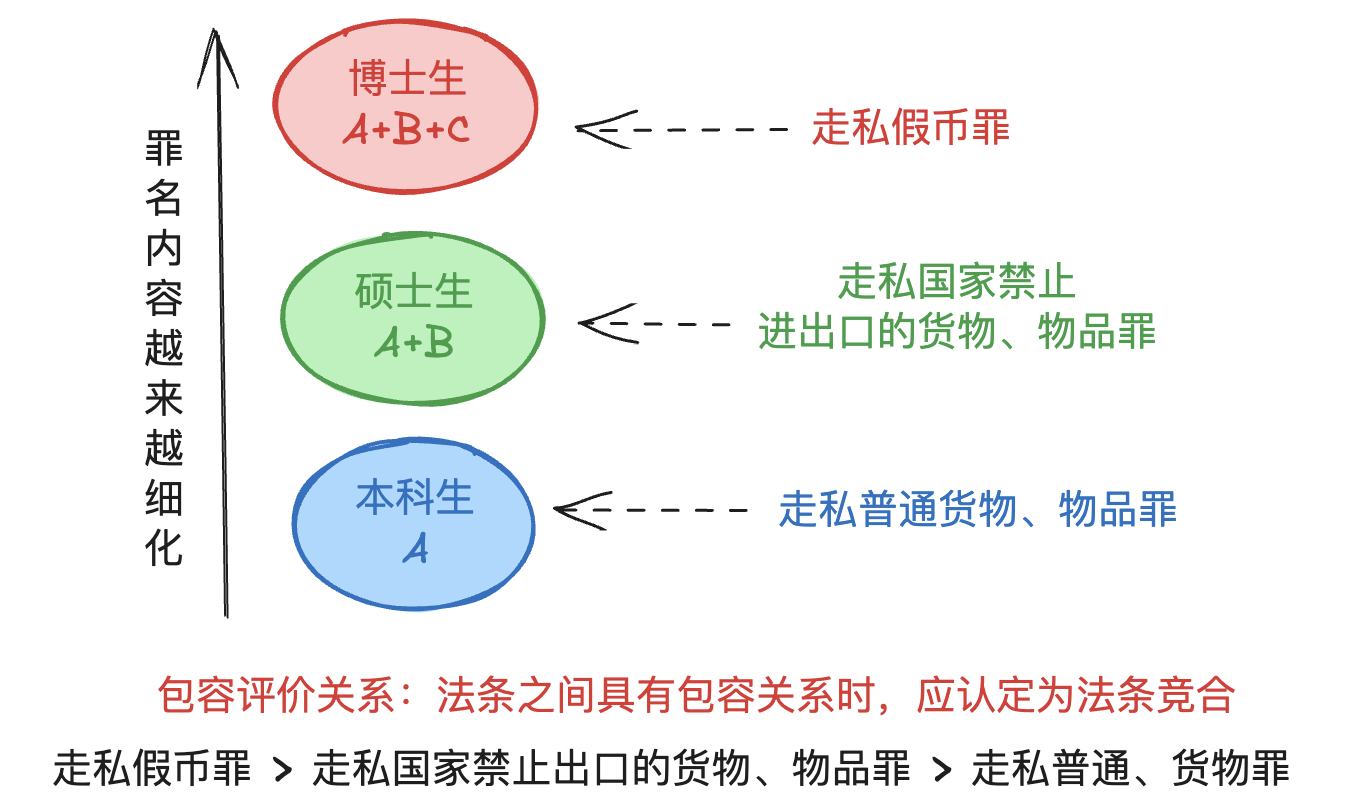 罪名内容越来越细化
博士生
A+B+C
走私假币罪
硕士生
A+B
走私国家禁止
进出口的货物、物品罪
本科生
A
走私普通货物、物品罪
包容评价关系：法条之间具有包容关系时，应认定为法条竞合
走私假币罪 > 走私国家禁止出口的货物、物品罪 > 走私普通、货物罪